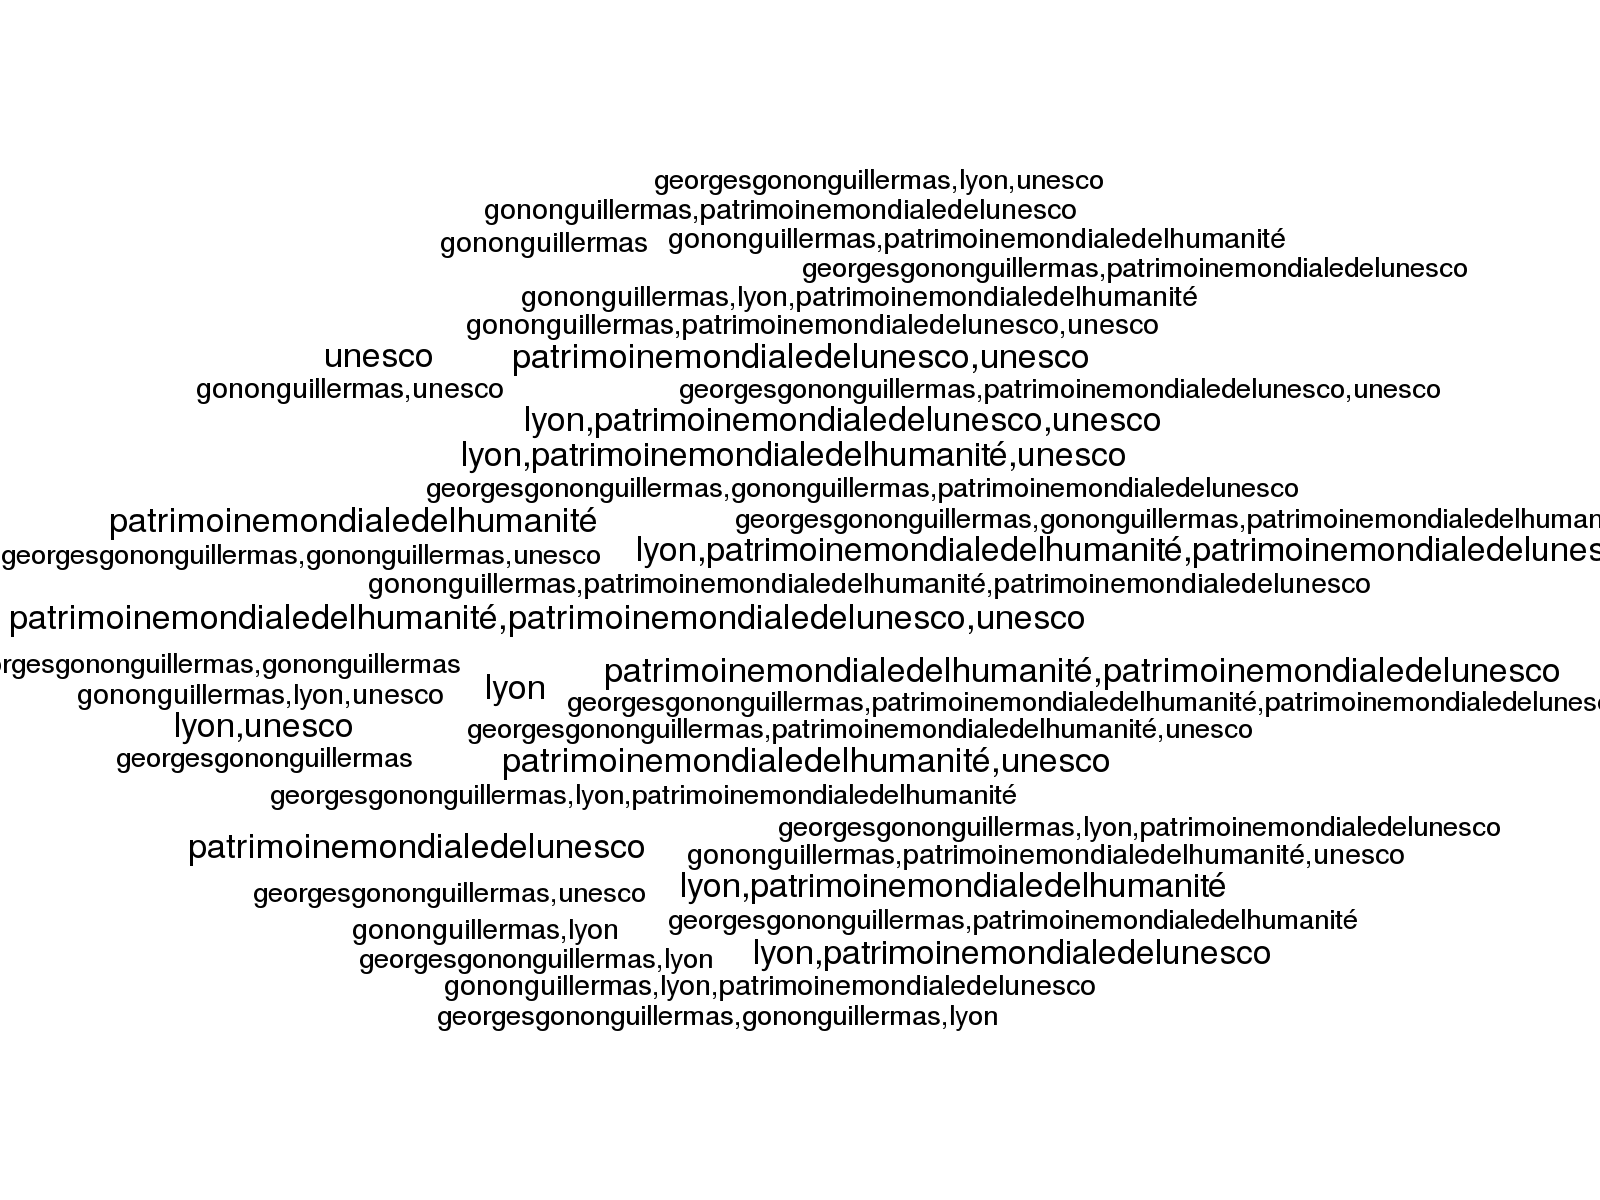 georgesgononguillermas,lyon,unesco
gononguillermas,patrimoinemondialedelunesco
gononguillermas
gononguillermas,patrimoinemondialedelhumanité
georgesgononguillermas,patrimoinemondialedelunesco
gononguillermas,lyon,patrimoinemondialedelhumanité
gononguillermas,patrimoinemondialedelunesco,unesco
unesco
patrimoinemondialedelunesco,unesco
gononguillermas,unesco
georgesgononguillermas,patrimoinemondialedelunesco,unesco
lyon,patrimoinemondialedelunesco,unesco
lyon,patrimoinemondialedelhumanité,unesco
georgesgononguillermas,gononguillermas,patrimoinemondialedelunesco
patrimoinemondialedelhumanité
georgesgononguillermas,gononguillermas,patrimoinemondialedelhuman
georgesgononguillermas,gononguillermas,unesco
lyon,patrimoinemondialedelhumanité,patrimoinemondialedelunes
gononguillermas,patrimoinemondialedelhumanité,patrimoinemondialedelunesco
patrimoinemondialedelhumanité,patrimoinemondialedelunesco,unesco
rgesgononguillermas,gononguillermas
patrimoinemondialedelhumanité,patrimoinemondialedelunesco
gononguillermas,lyon,unesco
lyon
georgesgononguillermas,patrimoinemondialedelhumanité,patrimoinemondialedelunesc
lyon,unesco
georgesgononguillermas,patrimoinemondialedelhumanité,unesco
georgesgononguillermas
patrimoinemondialedelhumanité,unesco
georgesgononguillermas,lyon,patrimoinemondialedelhumanité
georgesgononguillermas,lyon,patrimoinemondialedelunesco
patrimoinemondialedelunesco
gononguillermas,patrimoinemondialedelhumanité,unesco
georgesgononguillermas,unesco
lyon,patrimoinemondialedelhumanité
georgesgononguillermas,patrimoinemondialedelhumanité
gononguillermas,lyon
georgesgononguillermas,lyon
lyon,patrimoinemondialedelunesco
gononguillermas,lyon,patrimoinemondialedelunesco
georgesgononguillermas,gononguillermas,lyon